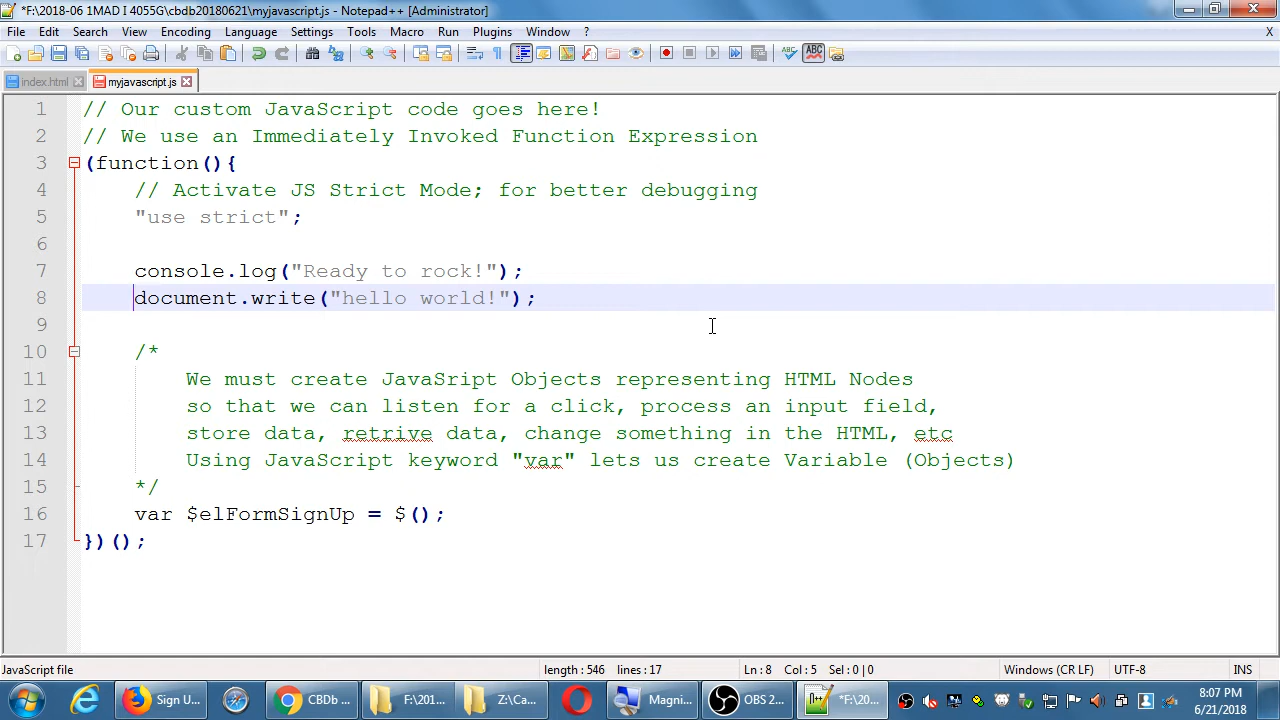 *F:\2018-06 1MAD I 4055G\cbdb20180621\myjavascript.js - Notepad++ [Administrator]
File Edit Search View Encoding Language Settings Tools Macro Run Plugins Window ? X
index.html myjavascript.js
1 // Our custom JavaScript code goes here!
2 // We use an Immediately Invoked Function Expression
3 (function(){
4 // Activate JS Strict Mode; for better debugging
5 "use strict";
6
7 console.log("Ready to rock!");
8 document.write("hello world!");
9
10 /*
11 We must create JavaSript Objects representing HTML Nodes
12 so that we can listen for a click, process an input field,
13 store data, retrive data, change something in the HTML, etc
14 Using JavaScript keyword "var" lets us create Variable (Objects)
15 */
16 var $elFormSignUp = $();
17 })();
JavaScript file length : 546 lines : 17 Ln : 8 Col : 5 Sel : 0 | 0 Windows (CR LF) UTF-8 INS
Sign U... CBDb ... F:\201... Z:\Ca... Magni... OBS 2... *F:\20... 8:07 PM
6/21/2018